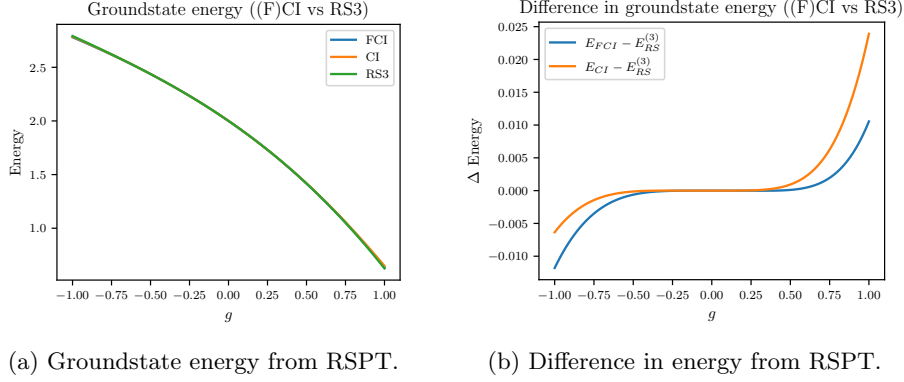 Groundstate energy ((F)CI vs RS3)
Energy
2.5
2.0
1.5
1.0
FCI
CI
RS3
−1.00 −0.75 −0.50 −0.25 0.00 0.25 0.50 0.75 1.00
g
(a) Groundstate energy from RSPT.
Difference in groundstate energy ((F)CI vs RS3)
Δ Energy
0.025
0.020
0.015
0.010
0.005
0.000
−0.005
−0.010
E_{FCI} − E_{RS}^{(3)}
E_{CI} − E_{RS}^{(3)}
−1.00 −0.75 −0.50 −0.25 0.00 0.25 0.50 0.75 1.00
g
(b) Difference in energy from RSPT.